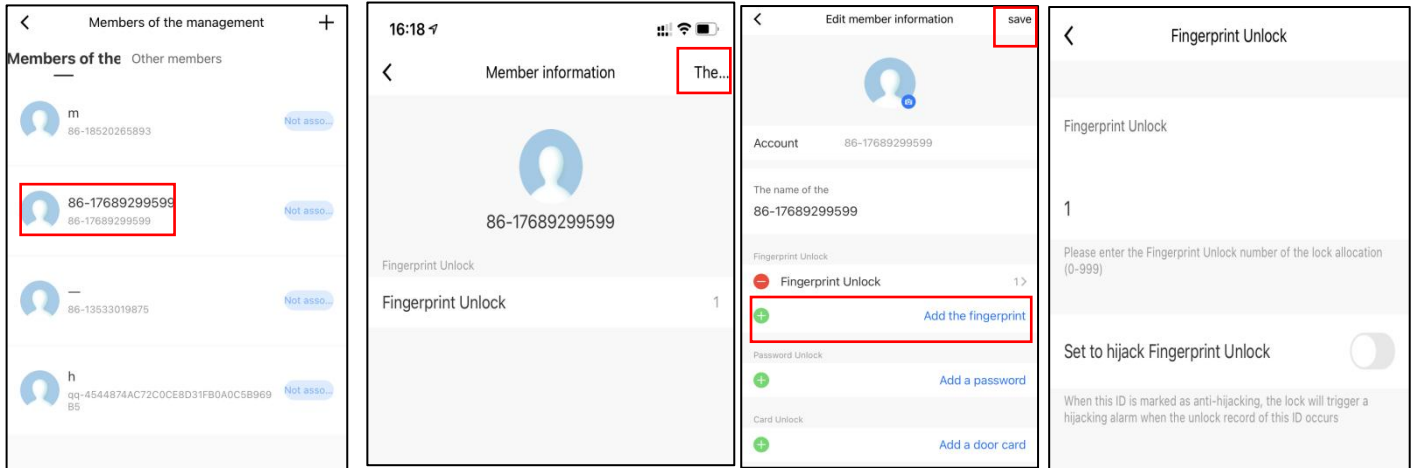 Members of the management
Members of the
Other members
m
86-18520265893
Not asso...
86-17689299599
86-17689299599
Not asso...
—
86-13533019875
Not asso...
h
qq-4544874AC72C0CE8D31FB0A0C5B969
B5
Not asso...
16:18
Member information
The...
86-17689299599
Fingerprint Unlock
Fingerprint Unlock
1
Edit member information
save
Account
86-17689299599
The name of the
86-17689299599
Fingerprint Unlock
Fingerprint Unlock
1
Add the fingerprint
Password Unlock
Add a password
Card Unlock
Add a door card
Fingerprint Unlock
Fingerprint Unlock
1
Please enter the Fingerprint Unlock number of the lock allocation
(0-999)
Set to hijack Fingerprint Unlock
When this ID is marked as anti-hijacking, the lock will trigger a
hijacking alarm when the unlock record of this ID occurs